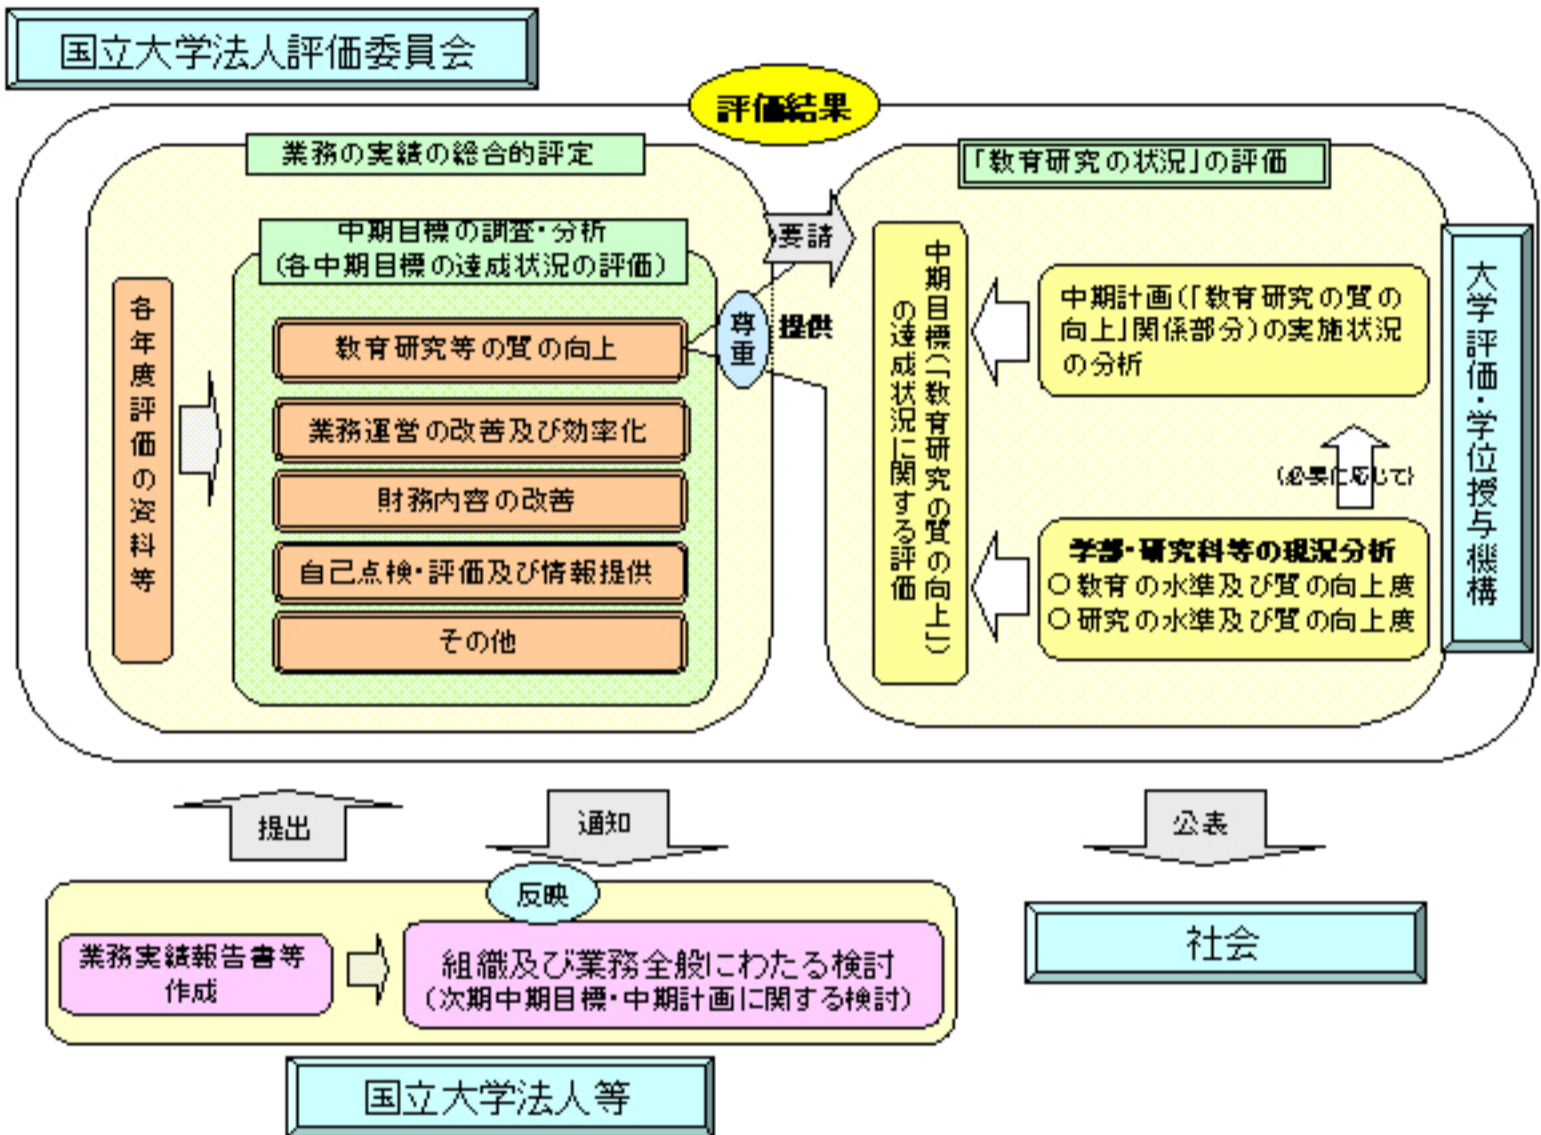 国立大学法人評価委員会
評価結果
業務の実績の総合的評定
中期目標の調査・分析
(各中期目標の達成状況の評価)
各年度評価の資料等
教育研究等の質の向上
業務運営の改善及び効率化
財務内容の改善
自己点検・評価及び情報提供
その他
要請
尊重
提供
「教育研究の状況」の評価
中期目標(「教育研究の質の向上」)
の達成状況に関する評価
中期計画(「教育研究の質の
向上」関係部分)の実施状況
の分析
(必要に応じて)
学部・研究科等の現況分析
○教育の水準及び質の向上度
○研究の水準及び質の向上度
大学評価・学位授与機構
提出
通知
公表
反映
業務実績報告書等
作成
組織及び業務全般にわたる検討
(次期中期目標・中期計画に関する検討)
社会
国立大学法人等